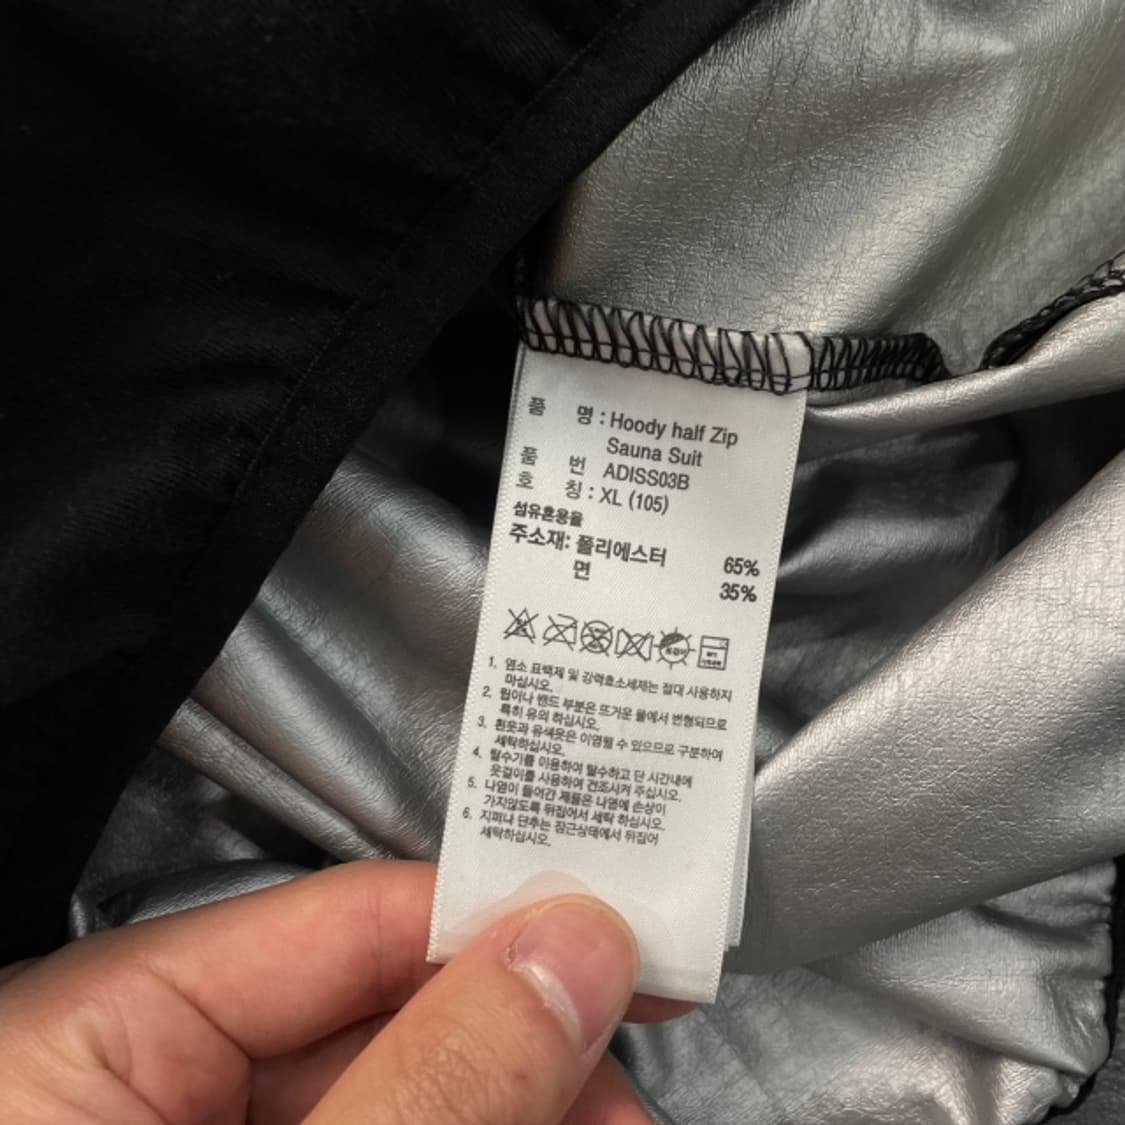 품 명 : Hoody half Zip
Sauna Suit
품 번 ADISS03B
호 칭 : XL (105)
섬유혼용율
주소재: 폴리에스터 65%
면 35%
1. 염소 표백제 및 강력효소세제는 절대 사용하지
마십시오.
2. 립이나 밴드 부분은 뜨거운 물에서 변형되므로
특히 유의 하십시오.
3. 흰옷과 유색옷은 이염될 수 있으므로 구분하여
세탁하십시오.
4. 탈수기를 이용하여 탈수하고 단 시간내에
옷걸이를 사용하여 건조시켜 주십시오.
5. 나염이 들어간 제품은 나염에 손상이
가지않도록 뒤집어서 세탁 하십시오.
6. 지퍼나 단추는 잠근상태에서 뒤집어
세탁하십시오.